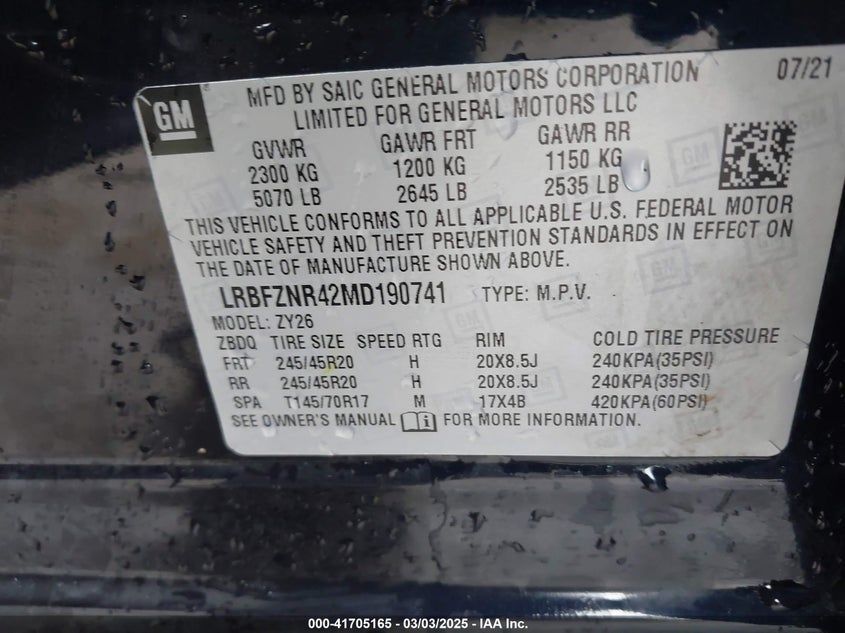 GM
MFD BY SAIC GENERAL MOTORS CORPORATION 07/21
LIMITED FOR GENERAL MOTORS LLC
GVWR GAWR FRT GAWR RR
2300 KG 1200 KG 1150 KG
5070 LB 2645 LB 2535 LB
THIS VEHICLE CONFORMS TO ALL APPLICABLE U.S. FEDERAL MOTOR
VEHICLE SAFETY AND THEFT PREVENTION STANDARDS IN EFFECT ON
THE DATE OF MANUFACTURE SHOWN ABOVE.
LRBFZNR42MD190741 TYPE: M.P.V.
MODEL: ZY26
ZBDQ TIRE SIZE SPEED RTG RIM COLD TIRE PRESSURE
FRT 245/45R20 H 20X8.5J 240KPA(35PSI)
RR 245/45R20 H 20X8.5J 240KPA(35PSI)
SPA T145/70R17 M 17X4B 420KPA(60PSI)
SEE OWNER'S MANUAL FOR MORE INFORMATION.
000-41705165 - 03/03/2025 - IAA Inc.